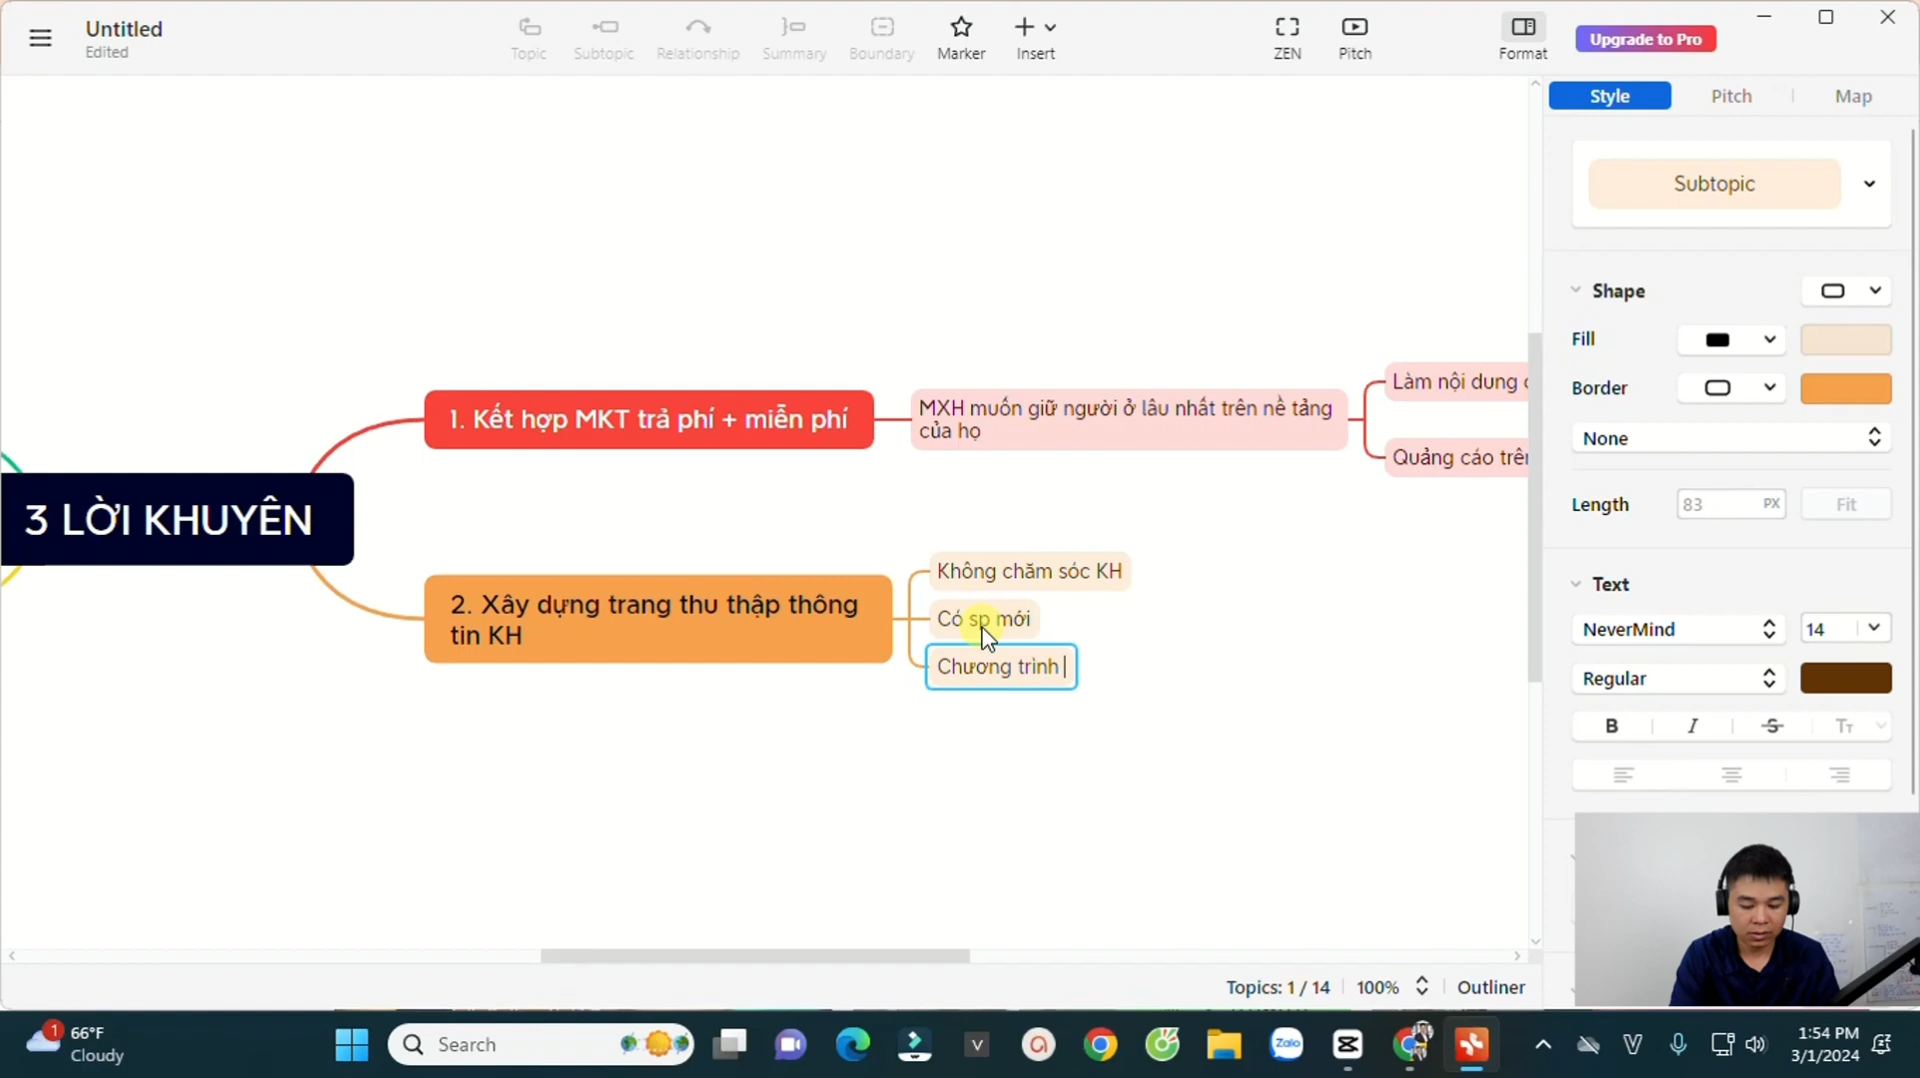 Untitled
Edited
Topic
Subtopic
Relationship
Summary
Boundary
Marker
Insert
ZEN
Pitch
Format
Upgrade to Pro
Style
Pitch
Map
Subtopic
Shape
Fill
Border
None
Length
83 PX
Fit
Text
NeverMind
14
Regular
B
I
S
TT
3 LỜI KHUYÊN
1. Kết hợp MKT trả phí + miễn phí
MXH muốn giữ người ở lâu nhất trên nề tảng
của họ
Làm nội dung
Quảng cáo trên
2. Xây dựng trang thu thập thông
tin KH
Không chăm sóc KH
Có sp mới
Chương trình
Topics: 1 / 14
100%
Outliner
1
66°F
Cloudy
Search
V
Zalo
V
1:54 PM
3/1/2024